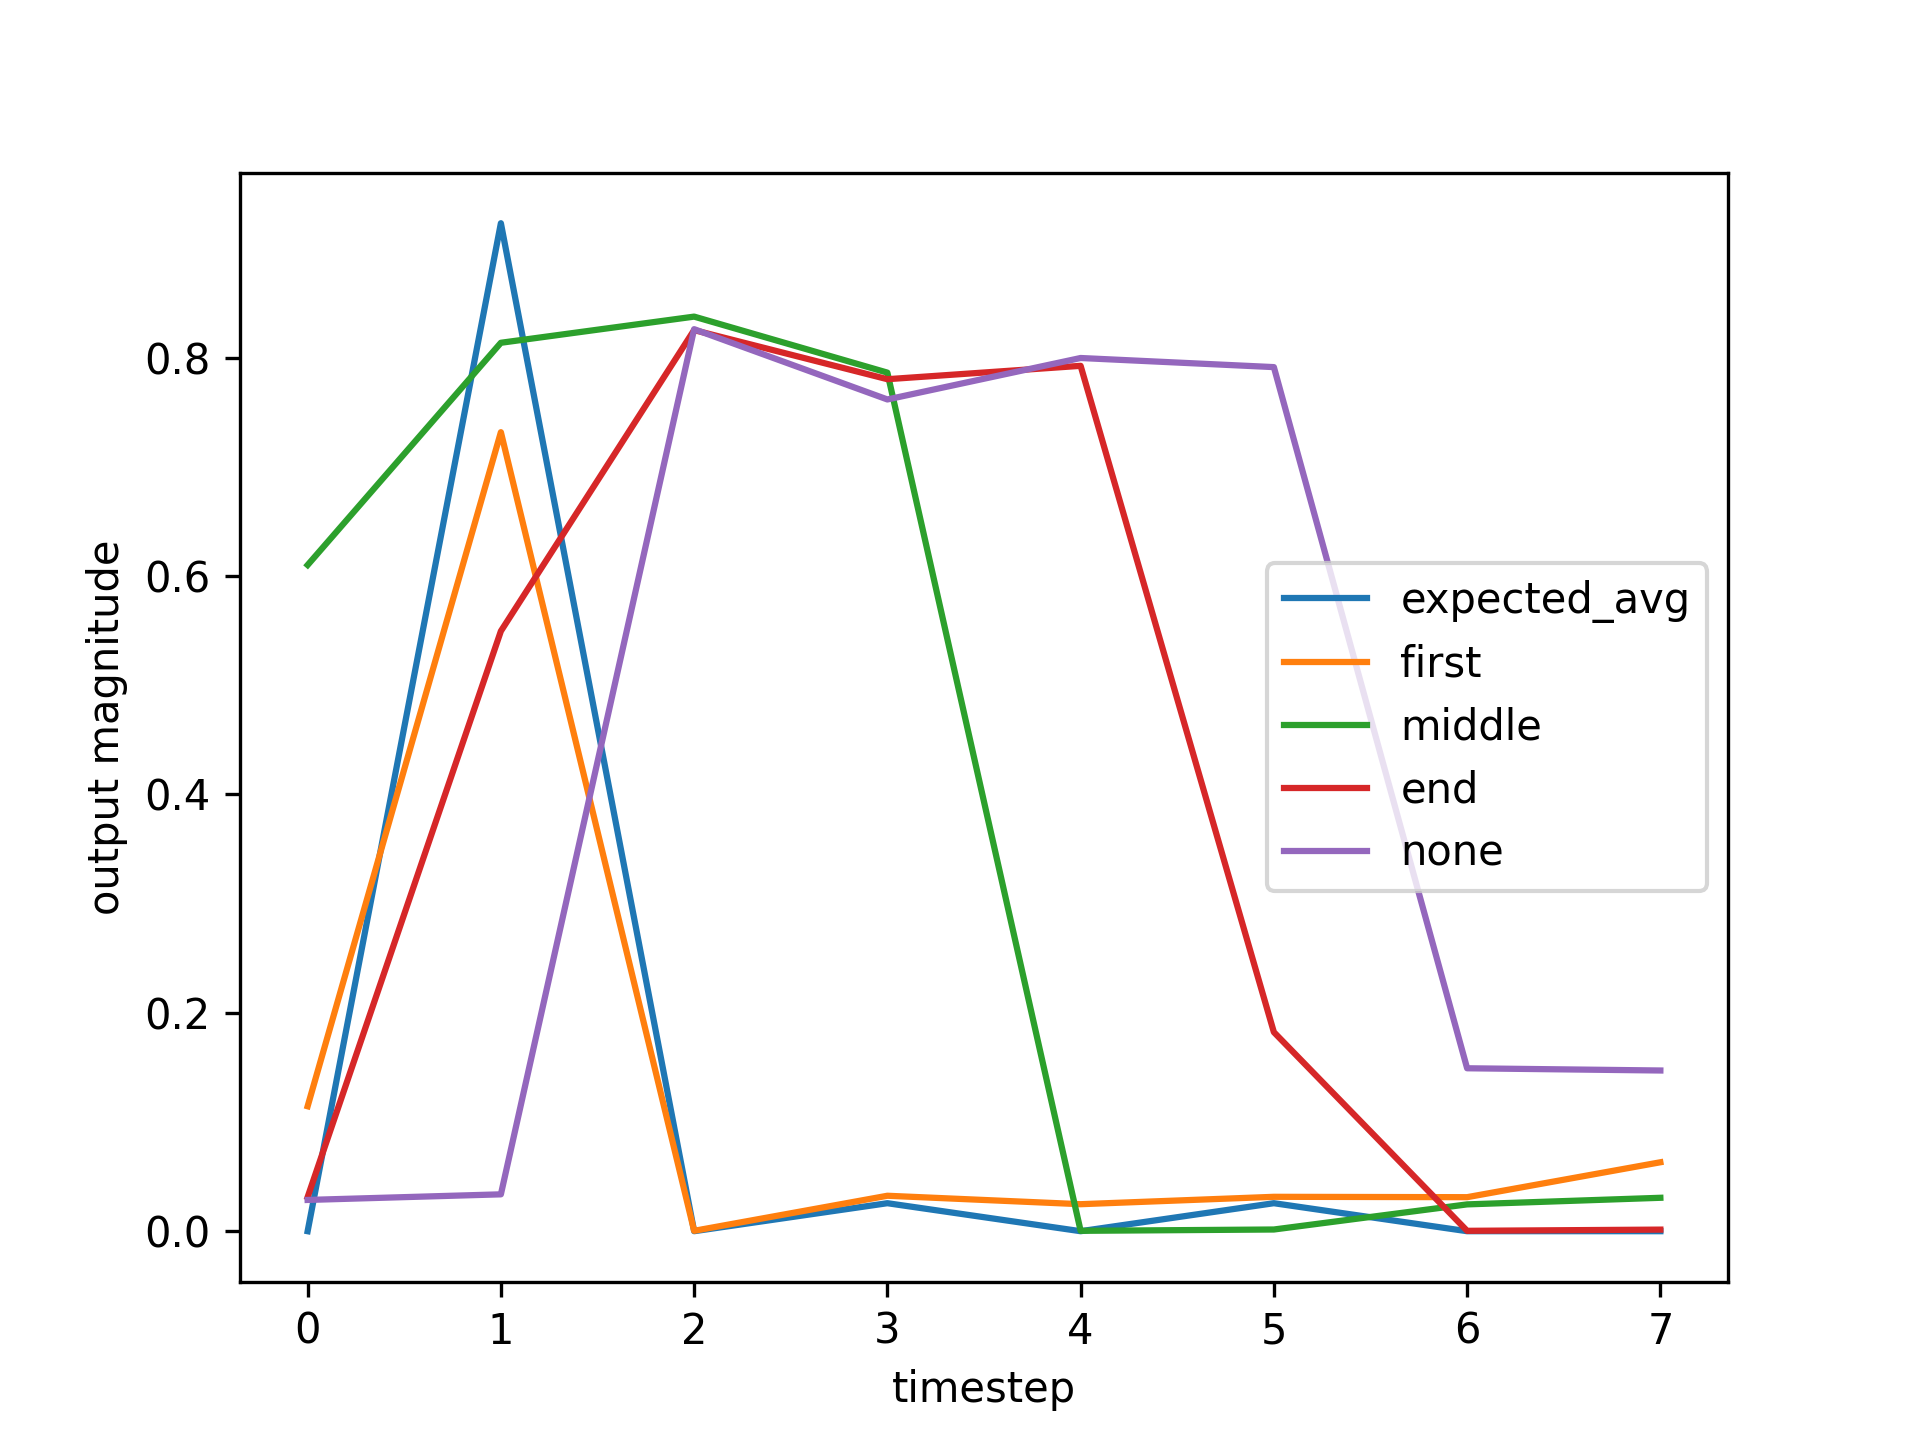 output magnitude
0.8
0.6
0.4
0.2
0.0
expected_avg
first
middle
end
none
0 1 2 3 4 5 6 7
timestep